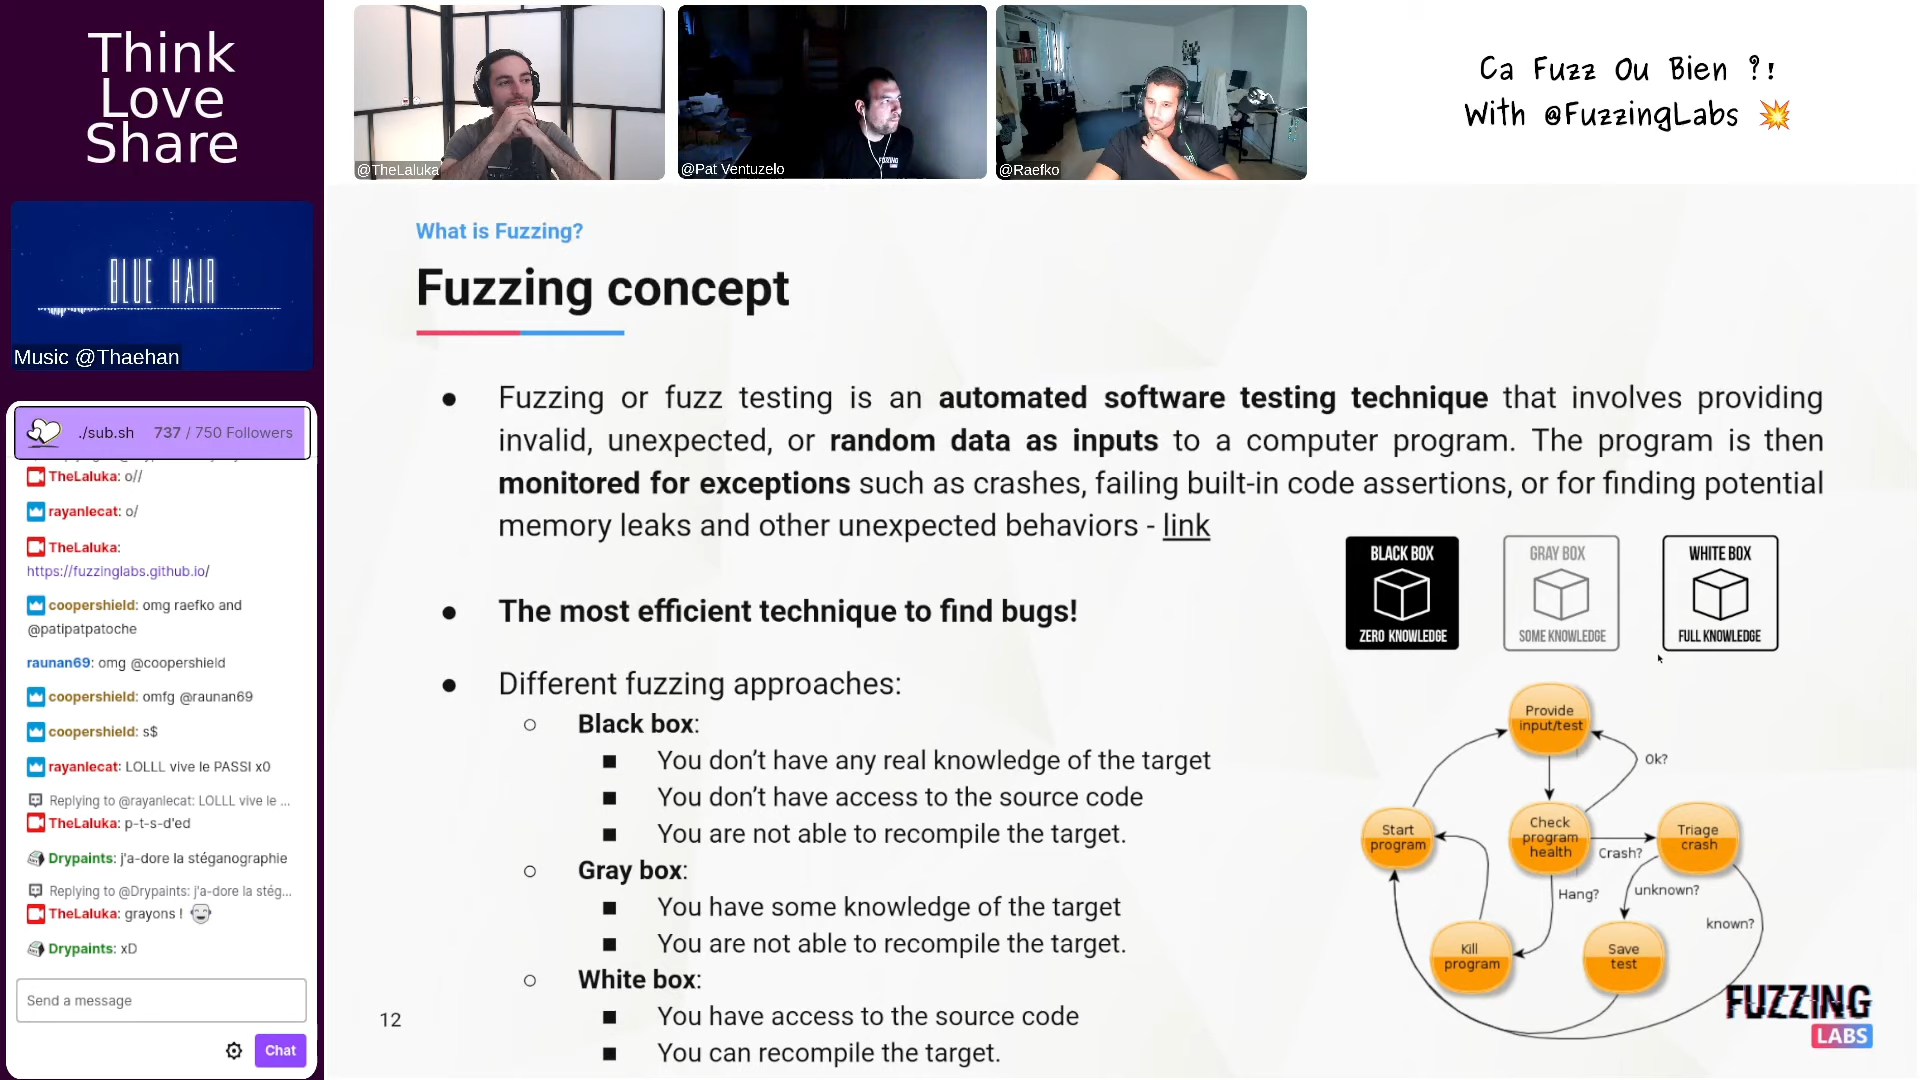 Think
Love
Share
BLUE HAIR
Music @Thaehan
./sub.sh 737 / 750 Followers
TheLaluka: o//
rayanlecat: o/
TheLaluka:
https://fuzzinglabs.github.io/
coopershield: omg raefko and
@patipatpatoche
raunan69: omg @coopershield
coopershield: omfg @raunan69
coopershield: s$
rayanlecat: LOLLL vive le PASSI x0
Replying to @rayanlecat: LOLLL vive le ...
TheLaluka: p-t-s-d'ed
Drypaints: j'a-dore la stéganographie
Replying to @Drypaints: j'a-dore la stég...
TheLaluka: grayons !
Drypaints: xD
Send a message
Chat
@TheLaluka
@Pat Ventuzelo
FUZZING
@Raefko
Ca Fuzz Ou Bien ?!
With @FuzzingLabs 💥
What is Fuzzing?
Fuzzing concept
● Fuzzing or fuzz testing is an automated software testing technique that involves providing
invalid, unexpected, or random data as inputs to a computer program. The program is then
monitored for exceptions such as crashes, failing built-in code assertions, or for finding potential
memory leaks and other unexpected behaviors - link
● The most efficient technique to find bugs!
● Different fuzzing approaches:
○ Black box:
■ You don’t have any real knowledge of the target
■ You don’t have access to the source code
■ You are not able to recompile the target.
○ Gray box:
■ You have some knowledge of the target
■ You are not able to recompile the target.
○ White box:
■ You have access to the source code
■ You can recompile the target.
12
BLACK BOX
ZERO KNOWLEDGE
GRAY BOX
SOME KNOWLEDGE
WHITE BOX
FULL KNOWLEDGE
Provide
input/test
Ok?
Start
program
Check
program
health
Crash?
Triage
crash
Hang?
unknown?
known?
Kill
program
Save
test
FUZZING
LABS